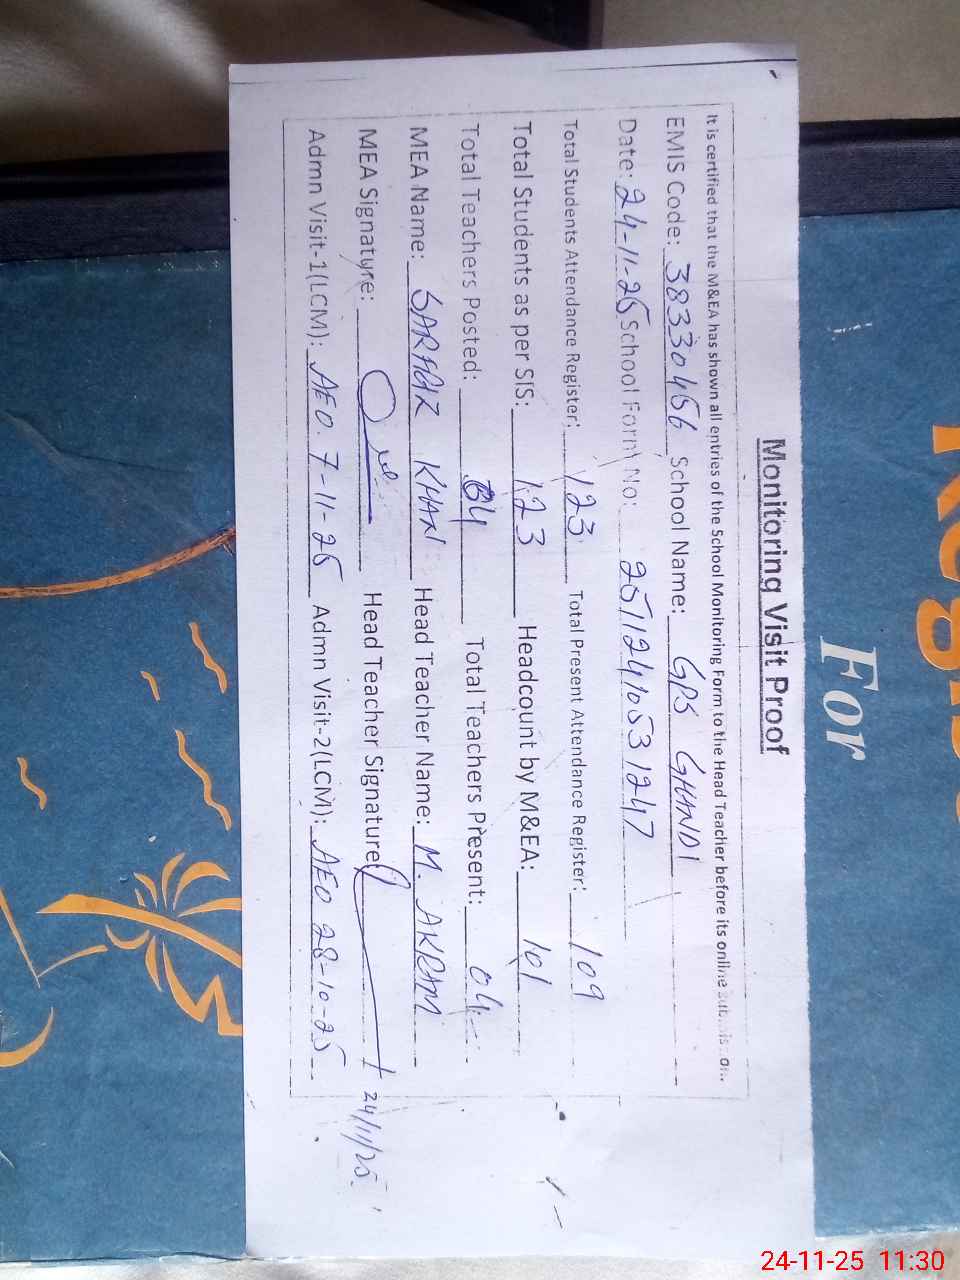 For
Monitoring Visit Proof
It is certified that the M&EA has shown all entries of the School Monitoring Form to the Head Teacher before its online
EMIS Code: 38330456 School Name: GPS GHANDI
Date: 24-11-25 School Form No: 25112410531247
Total Students Attendance Register: 123 Total Present Attendance Register: 109
Total Students as per SIS: 123 Headcount by M&EA: 101
Total Teachers Posted: 04 Total Teachers Present: 04
MEA Name: KHAN Head Teacher Name: M. AKRAM
MEA Signature: Head Teacher Signature: 24/11/25
Admn Visit-1(LCM): AEO. 7-11-25 Admn Visit-2(LCM): AEO 28-10-25
24-11-25 11:30